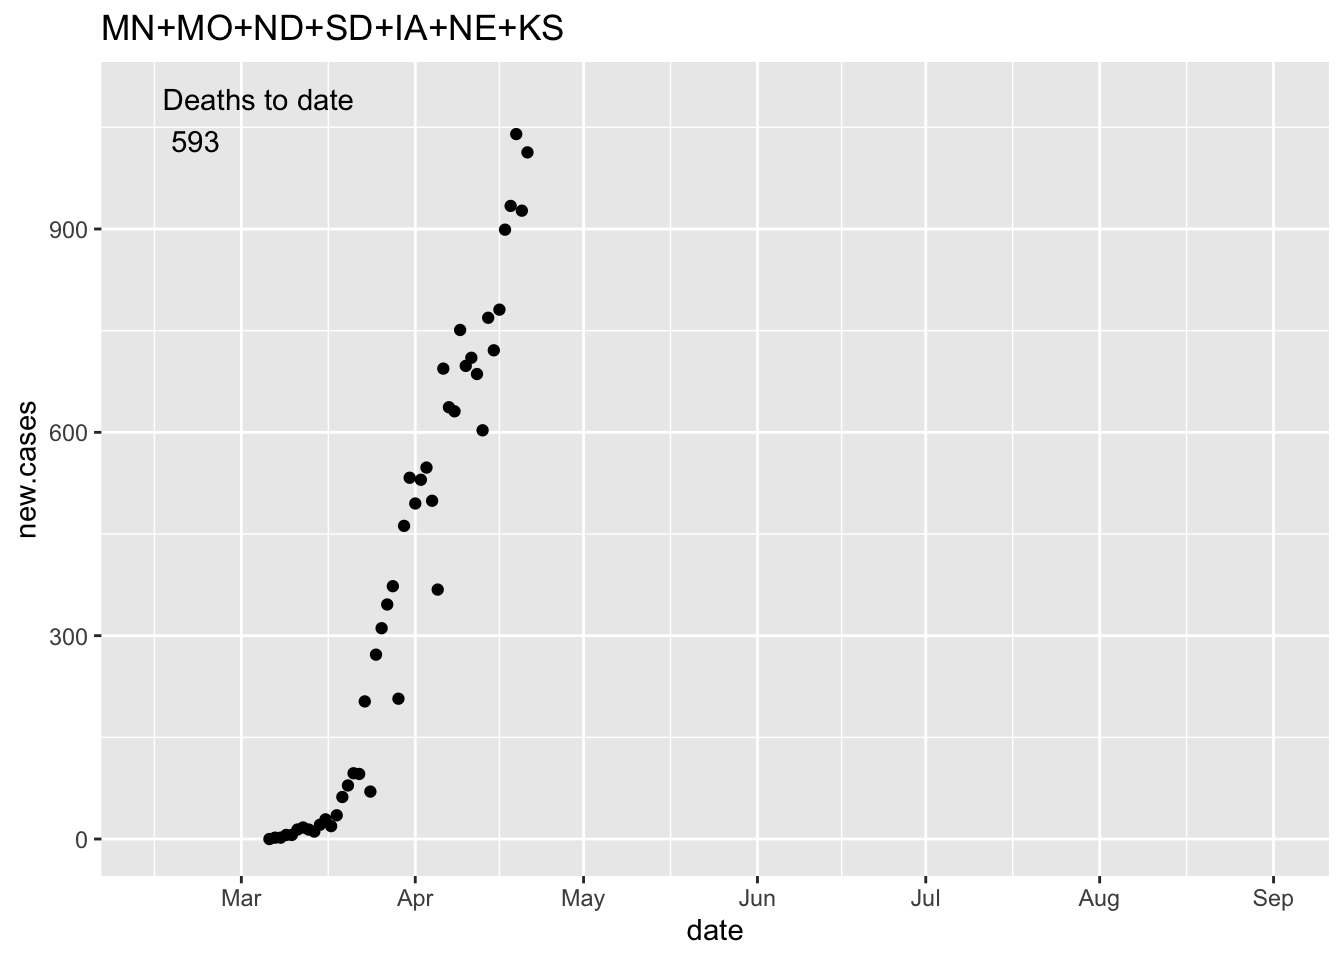 MN+MO+ND+SD+IA+NE+KS
Deaths to date
593
900
600
300
0
new.cases
Mar Apr May Jun Jul Aug Sep
date